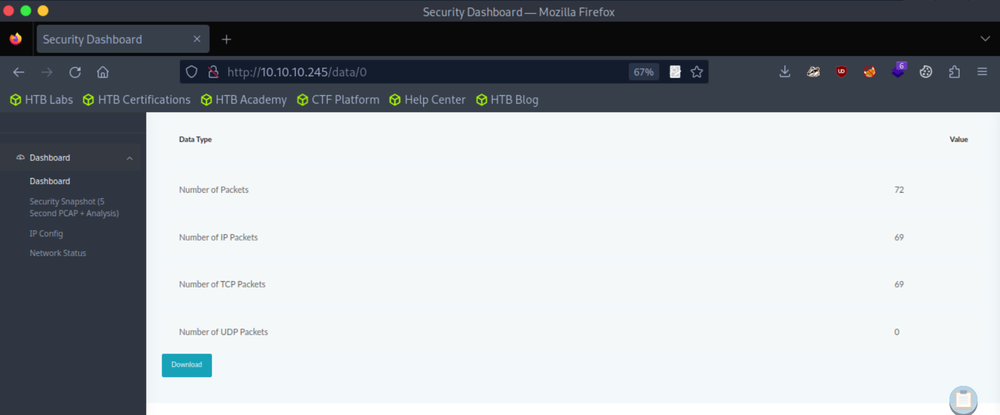 Security Dashboard — Mozilla Firefox
Security Dashboard
http://10.10.10.245/data/0
67%
6
HTB Labs HTB Certifications HTB Academy CTF Platform Help Center HTB Blog
Dashboard
Dashboard
Security Snapshot (5
Second PCAP + Analysis)
IP Config
Network Status
Data Type Value
Number of Packets 72
Number of IP Packets 69
Number of TCP Packets 69
Number of UDP Packets 0
Download